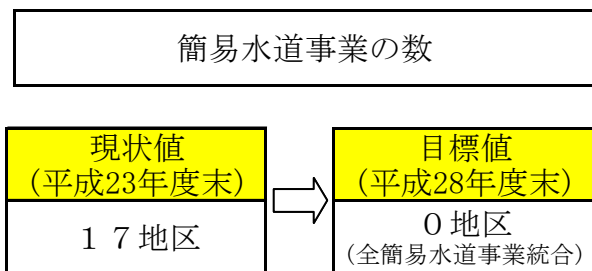 簡易水道事業の数
現状値
(平成23年度末)
１７地区
目標値
(平成28年度末)
０地区
(全簡易水道事業統合)